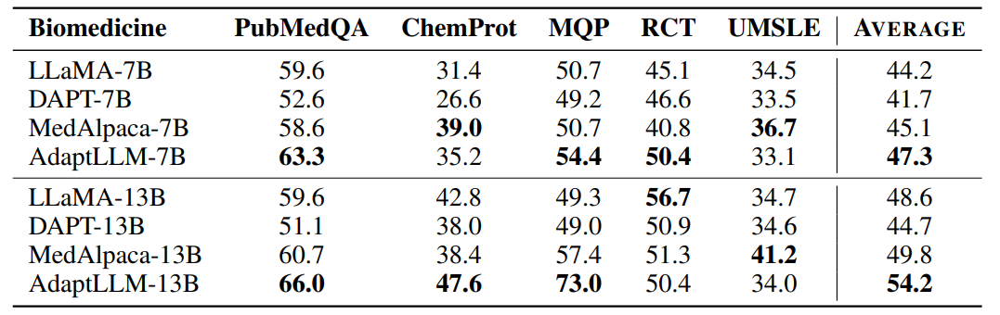 Biomedicine PubMedQA ChemProt MQP RCT UMSLE AVERAGE
LLaMA-7B 59.6 31.4 50.7 45.1 34.5 44.2
DAPT-7B 52.6 26.6 49.2 46.6 33.5 41.7
MedAlpaca-7B 58.6 39.0 50.7 40.8 36.7 45.1
AdaptLLM-7B 63.3 35.2 54.4 50.4 33.1 47.3
LLaMA-13B 59.6 42.8 49.3 56.7 34.7 48.6
DAPT-13B 51.1 38.0 49.0 50.9 34.6 44.7
MedAlpaca-13B 60.7 38.4 57.4 51.3 41.2 49.8
AdaptLLM-13B 66.0 47.6 73.0 50.4 34.0 54.2